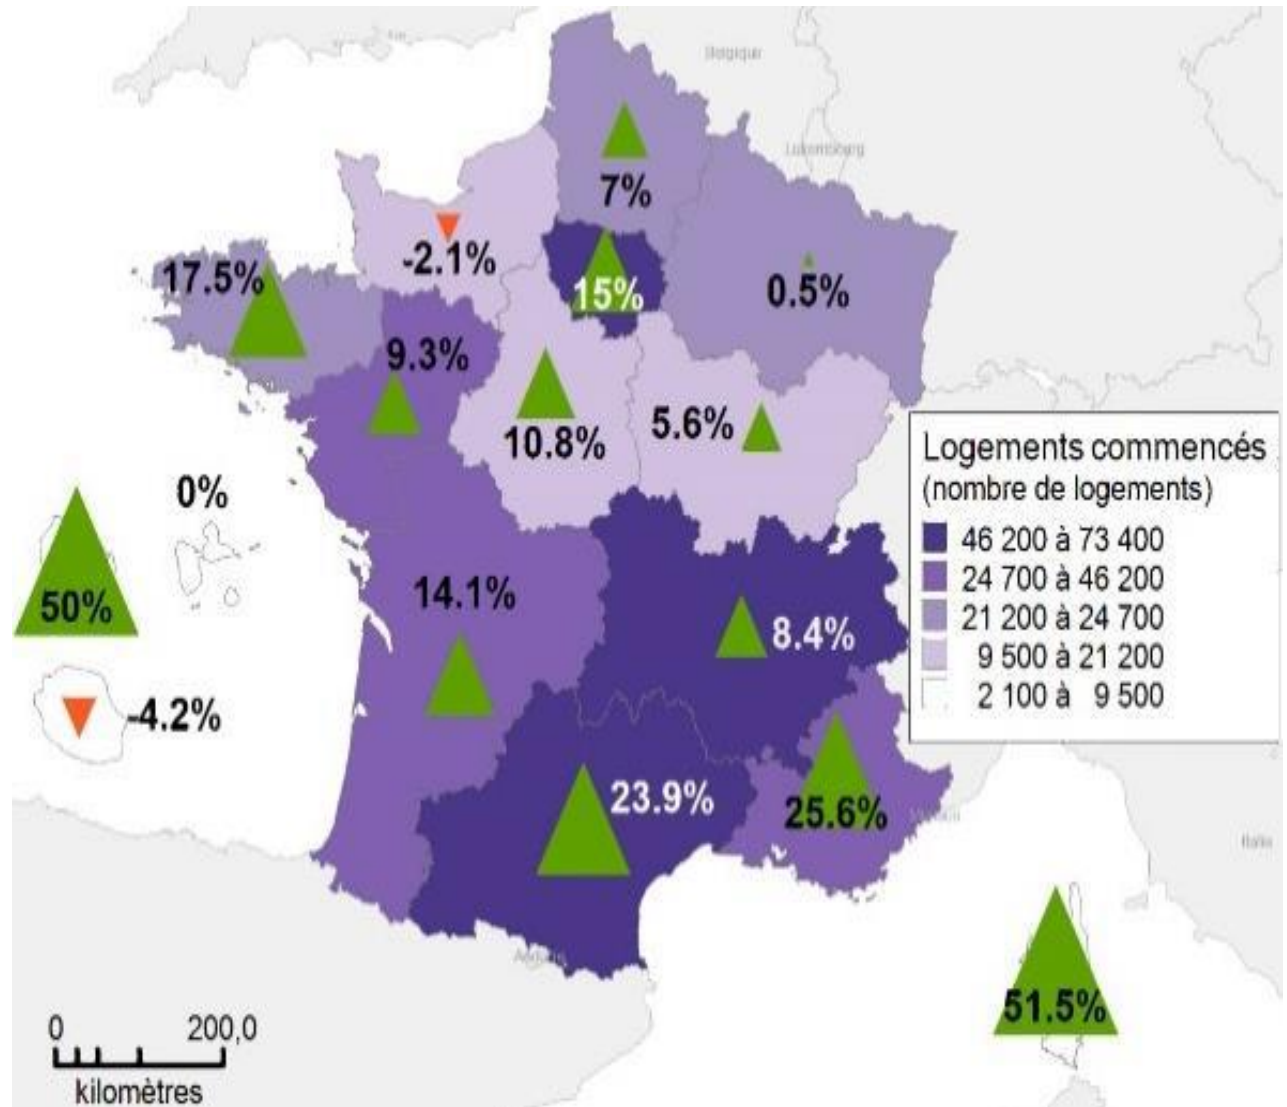 Belgique
Luxembourg
7%
-2.1%
17.5%
15%
0.5%
9.3%
10.8%
5.6%
Logements commencés
(nombre de logements)
46 200 à 73 400
24 700 à 46 200
21 200 à 24 700
9 500 à 21 200
2 100 à 9 500
0%
50%
14.1%
8.4%
-4.2%
23.9%
25.6%
Italie
51.5%
0 200,0
kilomètres